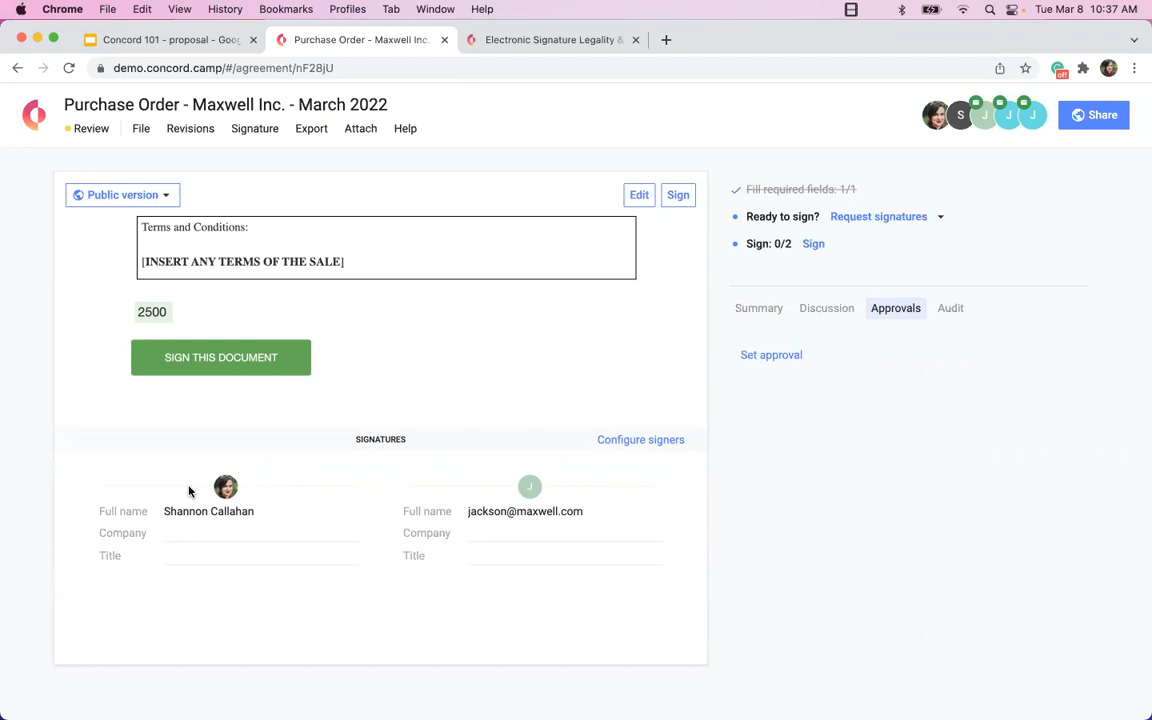 Chrome File Edit View History Bookmarks Profiles Tab Window Help Tue Mar 8 10:37 AM
Concord 101 - proposal - Goog
Purchase Order - Maxwell Inc.
Electronic Signature Legality &
demo.concord.camp/#/agreement/nF28jU
off
Purchase Order - Maxwell Inc. - March 2022
Review File Revisions Signature Export Attach Help
S J J J
Share
Public version
Edit Sign
Terms and Conditions:
[INSERT ANY TERMS OF THE SALE]
2500
SIGN THIS DOCUMENT
SIGNATURES
Configure signers
J
Full name Shannon Callahan
Company
Title
Full name jackson@maxwell.com
Company
Title
Fill required fields: 1/1
Ready to sign? Request signatures
Sign: 0/2 Sign
Summary Discussion Approvals Audit
Set approval